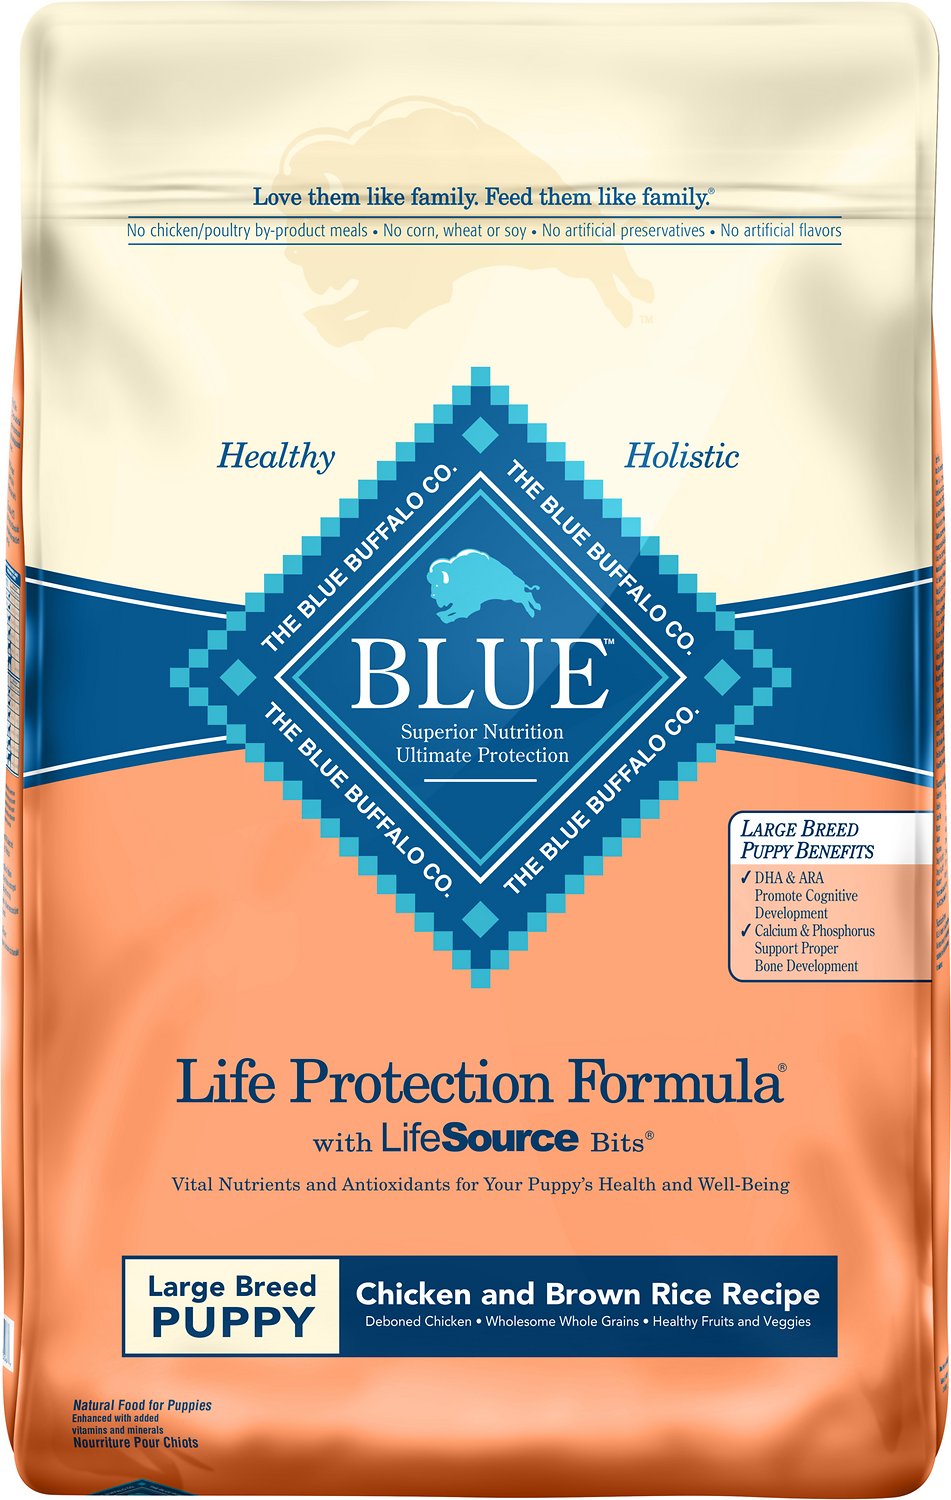 Love them like family. Feed them like family.®
No chicken/poultry by-product meals • No corn, wheat or soy • No artificial preservatives • No artificial flavors
TM
Healthy
Holistic
THE BLUE BUFFALO CO.
THE BLUE BUFFALO CO.
BLUE™
Superior Nutrition
Ultimate Protection
THE BLUE BUFFALO CO.
THE BLUE BUFFALO CO.
LARGE BREED
PUPPY BENEFITS
✓ DHA & ARA
Promote Cognitive
Development
✓ Calcium & Phosphorus
Support Proper
Bone Development
Life Protection Formula®
with LifeSource Bits®
Vital Nutrients and Antioxidants for Your Puppy's Health and Well-Being
Large Breed
PUPPY
Chicken and Brown Rice Recipe
Deboned Chicken • Wholesome Whole Grains • Healthy Fruits and Veggies
Natural Food for Puppies
Enhanced with added
vitamins and minerals
Nourriture Pour Chiots